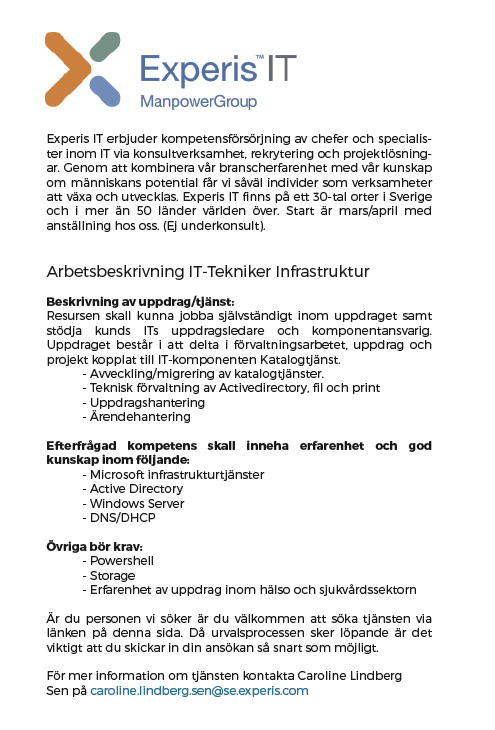 Experis™ IT
ManpowerGroup
Experis IT erbjuder kompetensförsörjning av chefer och specialis-
ter inom IT via konsultverksamhet, rekrytering och projektlösning-
ar. Genom att kombinera vår branscherfarenhet med vår kunskap
om människans potential får vi såväl individer som verksamheter
att växa och utvecklas. Experis IT finns på ett 30-tal orter i Sverige
och i mer än 50 länder världen över. Start är mars/april med
anställning hos oss. (Ej underkonsult).
Arbetsbeskrivning IT-Tekniker Infrastruktur
Beskrivning av uppdrag/tjänst:
Resursen skall kunna jobba självständigt inom uppdraget samt
stödja kunds ITs uppdragsledare och komponentansvarig.
Uppdraget består i att delta i förvaltningsarbetet, uppdrag och
projekt kopplat till IT-komponenten Katalogtjänst.
- Avveckling/migrering av katalogtjänster.
- Teknisk förvaltning av Activedirectory, fil och print
- Uppdragshantering
- Ärendehantering
Efterfrågad kompetens skall inneha erfarenhet och god
kunskap inom följande:
- Microsoft infrastrukturtjänster
- Active Directory
- Windows Server
- DNS/DHCP
Övriga bör krav:
- Powershell
- Storage
- Erfarenhet av uppdrag inom hälso och sjukvårdssektorn
Är du personen vi söker är du välkommen att söka tjänsten via
länken på denna sida. Då urvalsprocessen sker löpande är det
viktigt att du skickar in din ansökan så snart som möjligt.
För mer information om tjänsten kontakta Caroline Lindberg
Sen på caroline.lindberg.sen@se.experis.com